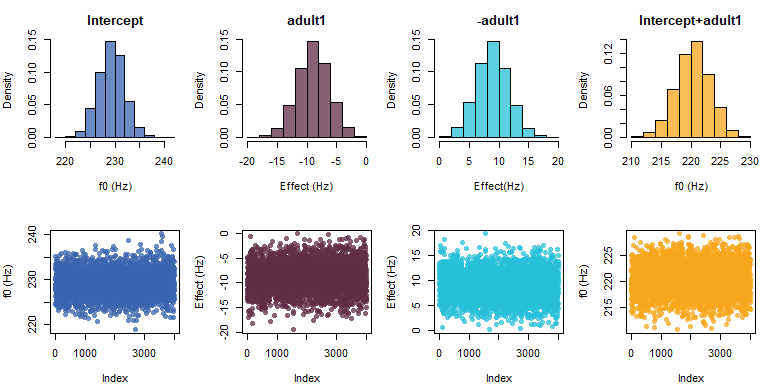 Intercept
Density
0.00 0.05 0.10 0.15
220 230 240
f0 (Hz)
adult1
Density
0.00 0.05 0.10 0.15
-20 -15 -10 -5 0
Effect (Hz)
-adult1
Density
0.00 0.05 0.10 0.15
0 5 10 15 20
Effect(Hz)
Intercept+adult1
Density
0.00 0.04 0.08 0.12
210 215 220 225 230
f0 (Hz)
f0 (Hz)
220 230 240
0 1000 3000
Index
Effect (Hz)
-20 -15 -10 -5 0
0 1000 3000
Index
Effect (Hz)
0 5 10 15 20
0 1000 3000
Index
f0 (Hz)
215 225
0 1000 3000
Index